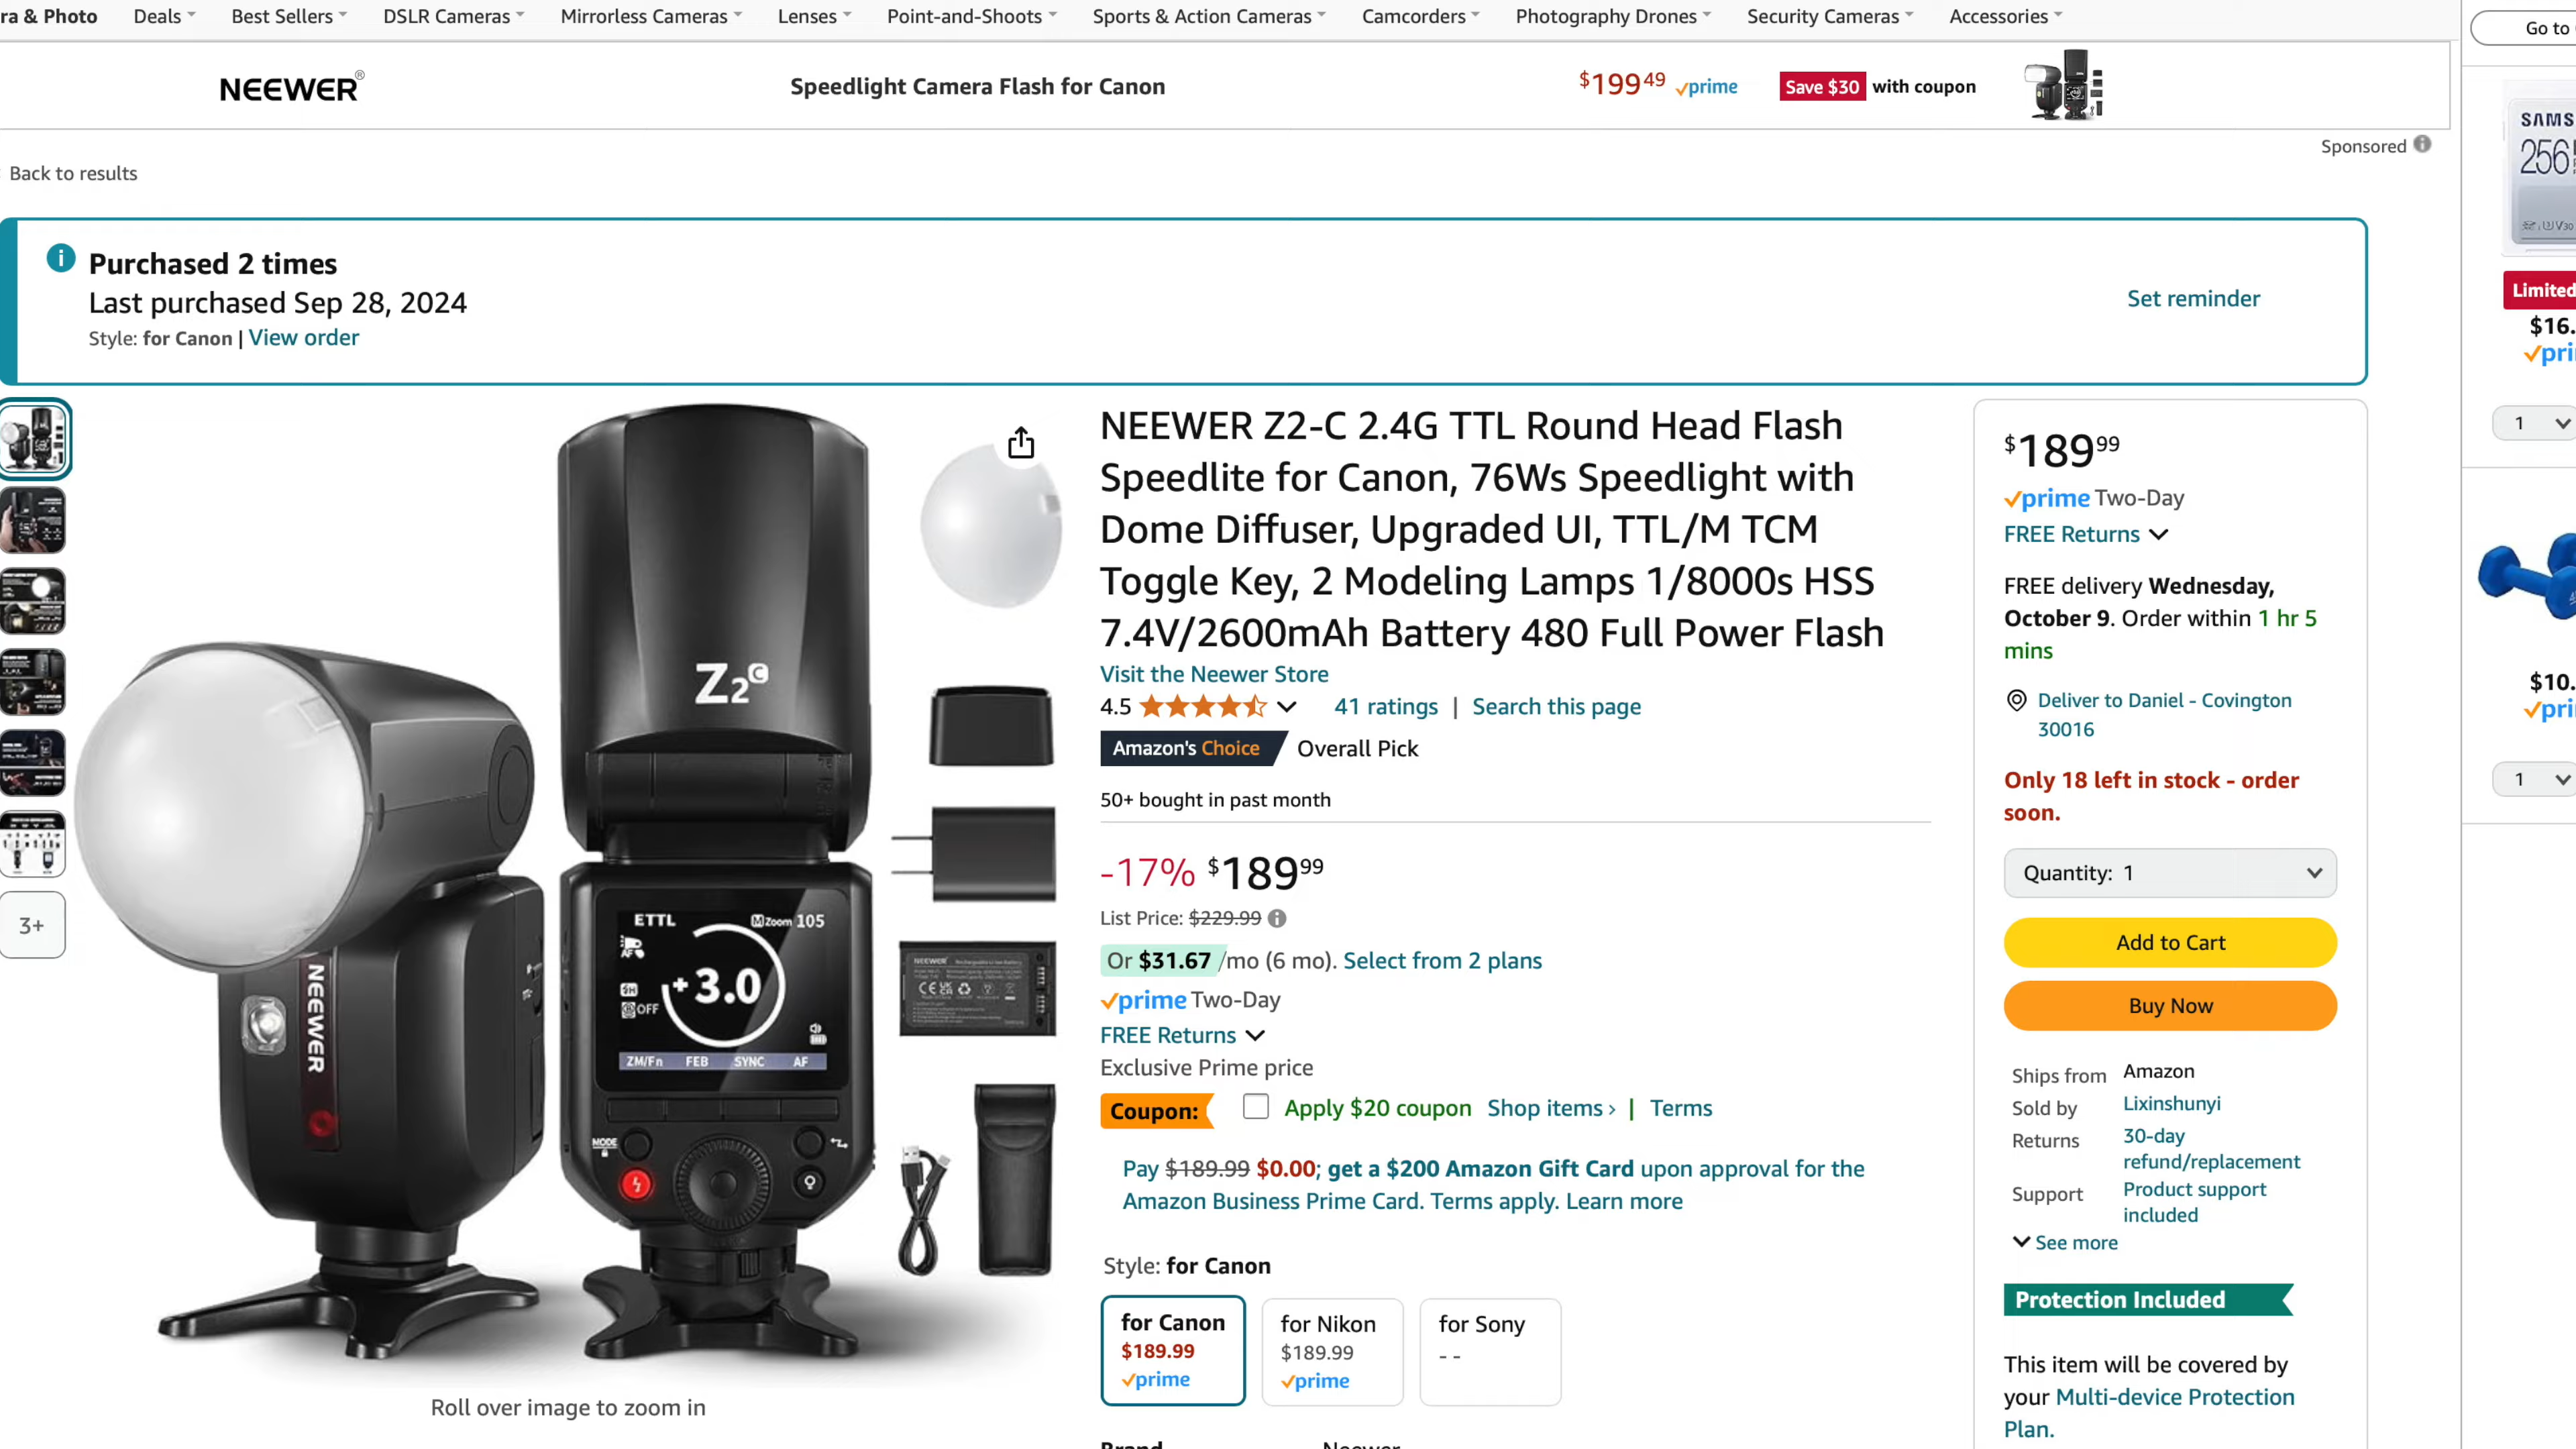 ra & Photo
Deals
Best Sellers
DSLR Cameras
Mirrorless Cameras
Lenses
Point-and-Shoots
Sports & Action Cameras
Camcorders
Photography Drones
Security Cameras
Accessories
Go to
NEEWER®
Speedlight Camera Flash for Canon
$199.49 prime
Save $30 with coupon
Sponsored
SAMS
256
V30
Limited
$16.
pri
1
$10.
pri
1
Back to results
Purchased 2 times
Last purchased Sep 28, 2024
Style: for Canon | View order
Set reminder
3+
Z2 C
NEEWER
ETTL
M Zoom 105
AF
+3.0
OFF
ZM/Fn FEB SYNC AF
MODE
NEEWER
Roll over image to zoom in
NEEWER Z2-C 2.4G TTL Round Head Flash
Speedlite for Canon, 76Ws Speedlight with
Dome Diffuser, Upgraded UI, TTL/M TCM
Toggle Key, 2 Modeling Lamps 1/8000s HSS
7.4V/2600mAh Battery 480 Full Power Flash
Visit the Neewer Store
4.5 41 ratings | Search this page
Amazon's Choice Overall Pick
50+ bought in past month
-17% $189.99
List Price: $229.99
Or $31.67 /mo (6 mo). Select from 2 plans
prime Two-Day
FREE Returns
Exclusive Prime price
Coupon: Apply $20 coupon Shop items › | Terms
Pay $189.99 $0.00; get a $200 Amazon Gift Card upon approval for the
Amazon Business Prime Card. Terms apply. Learn more
Style: for Canon
for Canon
$189.99
prime
for Nikon
$189.99
prime
for Sony
- -
Brand Neewer
$189.99
prime Two-Day
FREE Returns
FREE delivery Wednesday,
October 9. Order within 1 hr 5
mins
Deliver to Daniel - Covington
30016
Only 18 left in stock - order
soon.
Quantity: 1
Add to Cart
Buy Now
Ships from Amazon
Sold by Lixinshunyi
Returns 30-day
refund/replacement
Support Product support
included
See more
Protection Included
This item will be covered by
your Multi-device Protection
Plan.